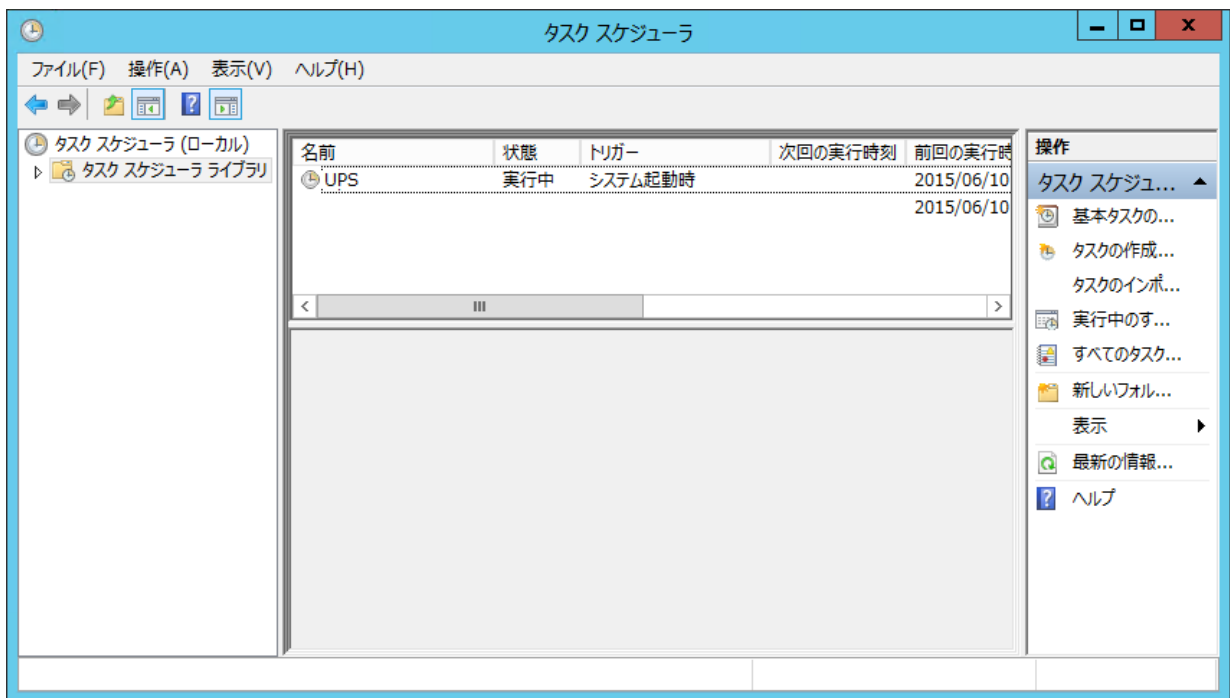 タスク スケジューラ
ファイル(F) 操作(A) 表示(V) ヘルプ(H)
タスク スケジューラ (ローカル)
タスク スケジューラ ライブラリ
名前 状態 トリガー 次回の実行時刻 前回の実行時
UPS 実行中 システム起動時 2015/06/10
2015/06/10
操作
タスク スケジュ...
基本タスクの...
タスクの作成...
タスクのインポ...
実行中のす...
すべてのタスク...
新しいフォル...
表示
最新の情報...
ヘルプ